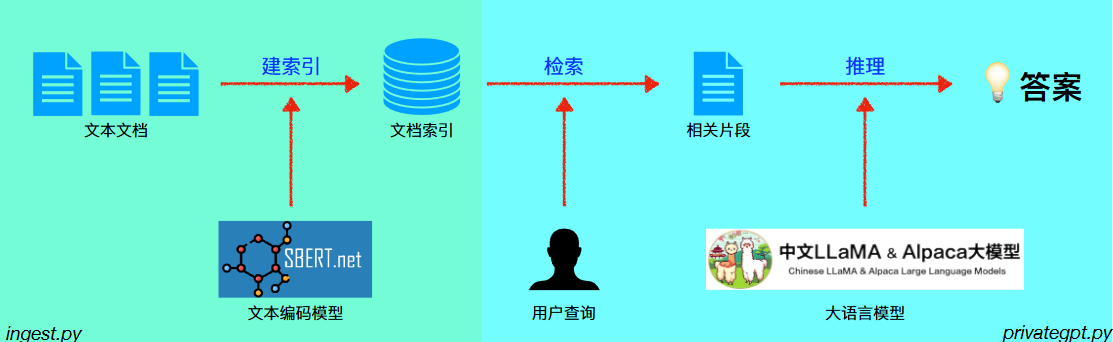 建索引
检索
推理
答案
文本文档
文档索引
相关片段
SBERT.net
中文LLaMA & Alpaca大模型
Chinese LLaMA & Alpaca Large Language Models
文本编码模型
用户查询
大语言模型
ingest.py
privategpt.py